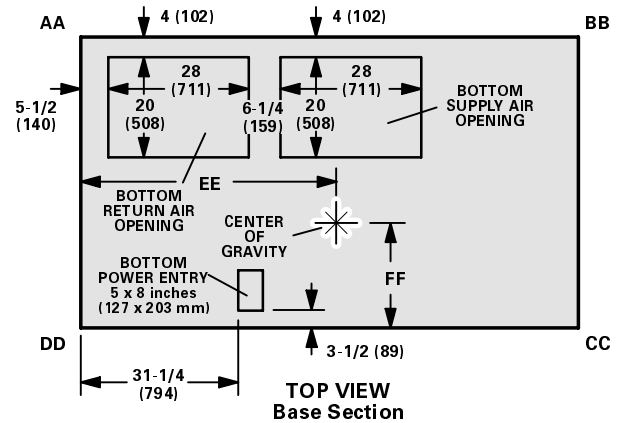 AA
4 (102)
4 (102)
BB
28
(711)
28
(711)
5-1/2
(140)
20
(508)
6-1/4
(159)
20
(508)
BOTTOM
SUPPLY AIR
OPENING
EE
BOTTOM
RETURN AIR
OPENING
CENTER
OF
GRAVITY
BOTTOM
POWER ENTRY
5 x 8 inches
(127 x 203 mm)
FF
DD
3-1/2 (89)
CC
31-1/4
(794)
TOP VIEW
Base Section